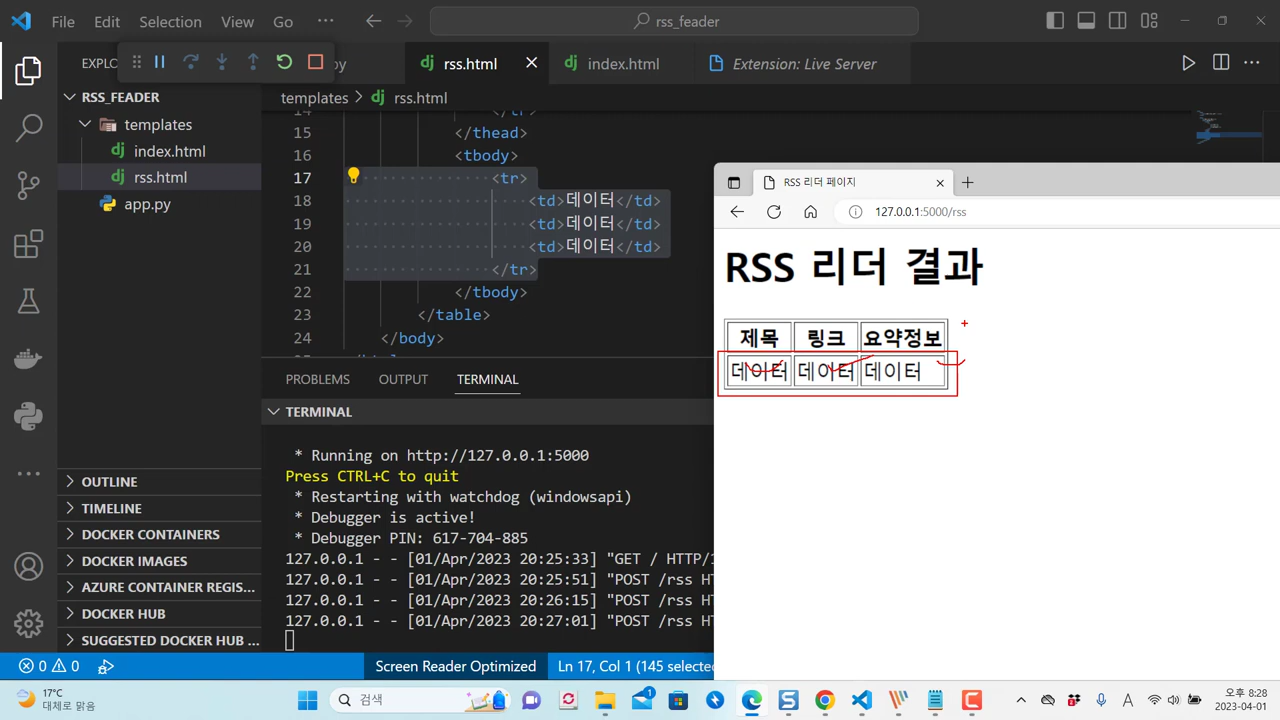 File Edit Selection View Go ··· rss_feader
EXPLO
py
rss.html
index.html
Extension: Live Server
RSS_FEADER
templates
index.html
rss.html
app.py
OUTLINE
TIMELINE
DOCKER CONTAINERS
DOCKER IMAGES
AZURE CONTAINER REGIS...
DOCKER HUB
SUGGESTED DOCKER HUB ...
templates > rss.html
15 </thead>
16 <tbody>
17 <tr>
18 <td>데이터</td>
19 <td>데이터</td>
20 <td>데이터</td>
21 </tr>
22 </tbody>
23 </table>
24 </body>
PROBLEMS OUTPUT TERMINAL
TERMINAL
* Running on http://127.0.0.1:5000
Press CTRL+C to quit
* Restarting with watchdog (windowsapi)
* Debugger is active!
* Debugger PIN: 617-704-885
127.0.0.1 - - [01/Apr/2023 20:25:33] "GET / HTTP/1
127.0.0.1 - - [01/Apr/2023 20:25:51] "POST /rss HT
127.0.0.1 - - [01/Apr/2023 20:26:15] "POST /rss HT
127.0.0.1 - - [01/Apr/2023 20:27:01] "POST /rss HT
RSS 리더 페이지
127.0.0.1:5000/rss
RSS 리더 결과
제목 링크 요약정보
데이터 데이터 데이터
0 0 Screen Reader Optimized Ln 17, Col 1 (145 selected
17°C
대체로 맑음
검색
1
A
오후 8:28
2023-04-01